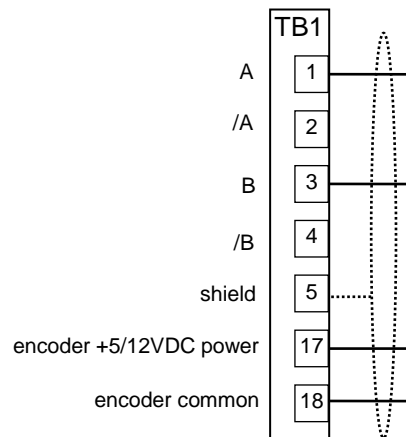 TB1
A 1
/A 2
B 3
/B 4
shield 5
encoder +5/12VDC power 17
encoder common 18